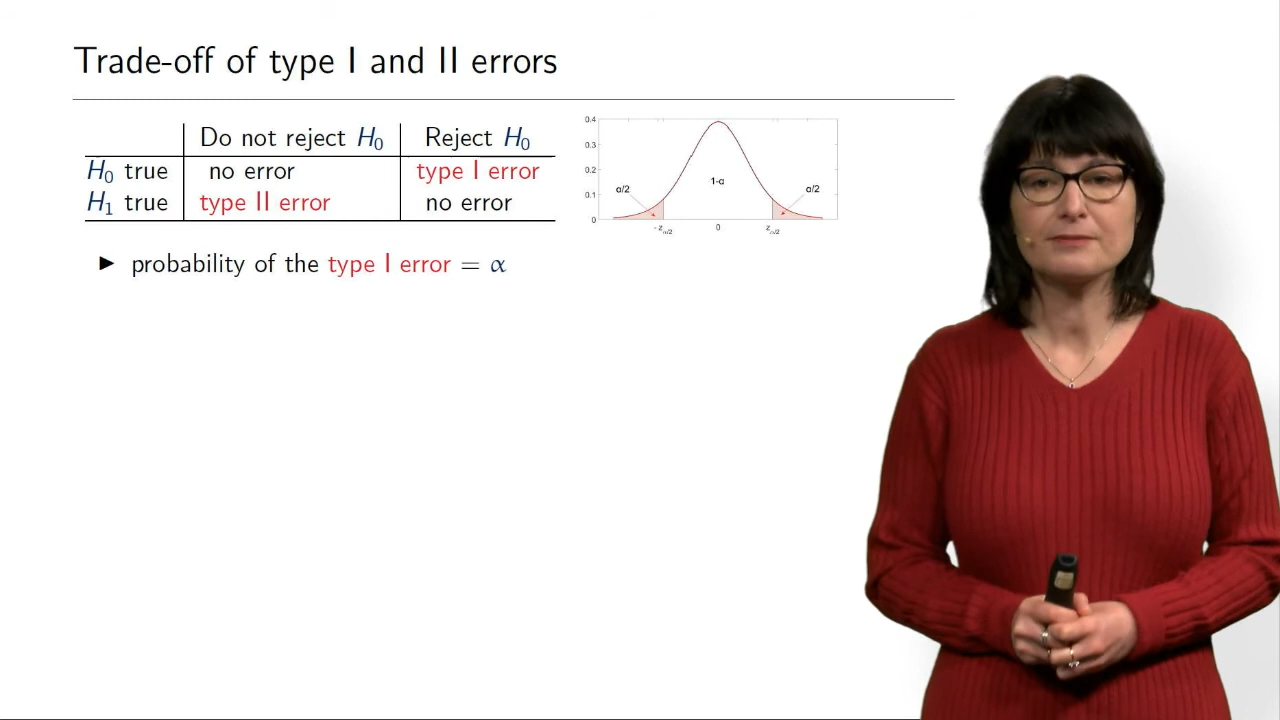 Trade-off of type I and II errors
Do not reject H₀ Reject H₀
H₀ true no error type I error
H₁ true type II error no error
0.4
0.3
0.2
0.1
0
α/2 1-α α/2
- z_α/2 0 z_α/2
► probability of the type I error = α